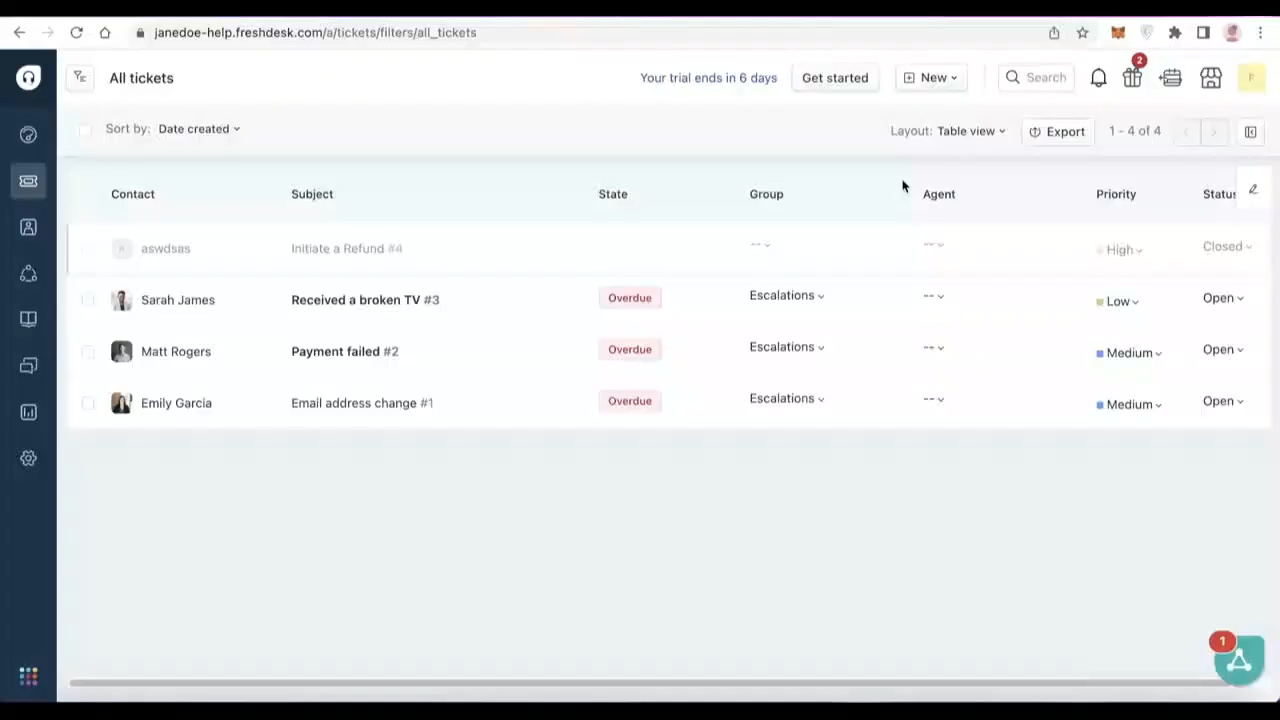 janedoe-help.freshdesk.com/a/tickets/filters/all_tickets
All tickets
Your trial ends in 6 days
Get started
New
Search
2
Sort by: Date created
Layout: Table view
Export
1 - 4 of 4
Contact Subject State Group Agent Priority Status
aswdsas Initiate a Refund #4 -- -- High Closed
Sarah James Received a broken TV #3 Overdue Escalations -- Low Open
Matt Rogers Payment failed #2 Overdue Escalations -- Medium Open
Emily Garcia Email address change #1 Overdue Escalations -- Medium Open
1